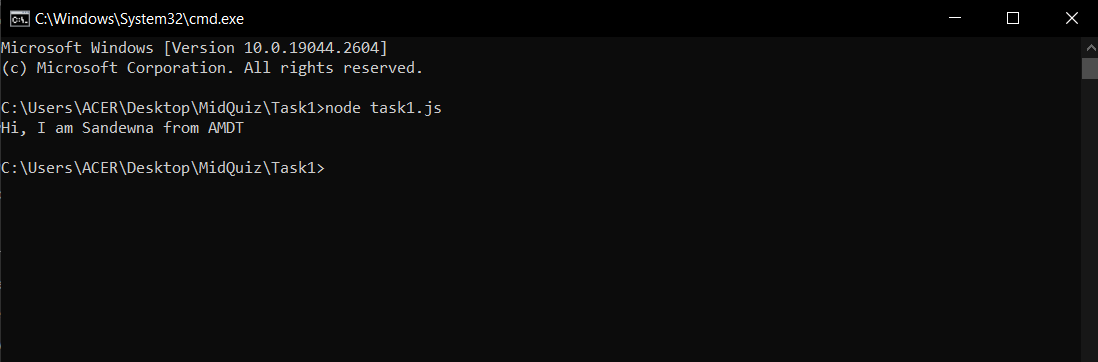 C:\Windows\System32\cmd.exe
Microsoft Windows [Version 10.0.19044.2604]
(c) Microsoft Corporation. All rights reserved.
C:\Users\ACER\Desktop\MidQuiz\Task1>node task1.js
Hi, I am Sandewna from AMDT
C:\Users\ACER\Desktop\MidQuiz\Task1>